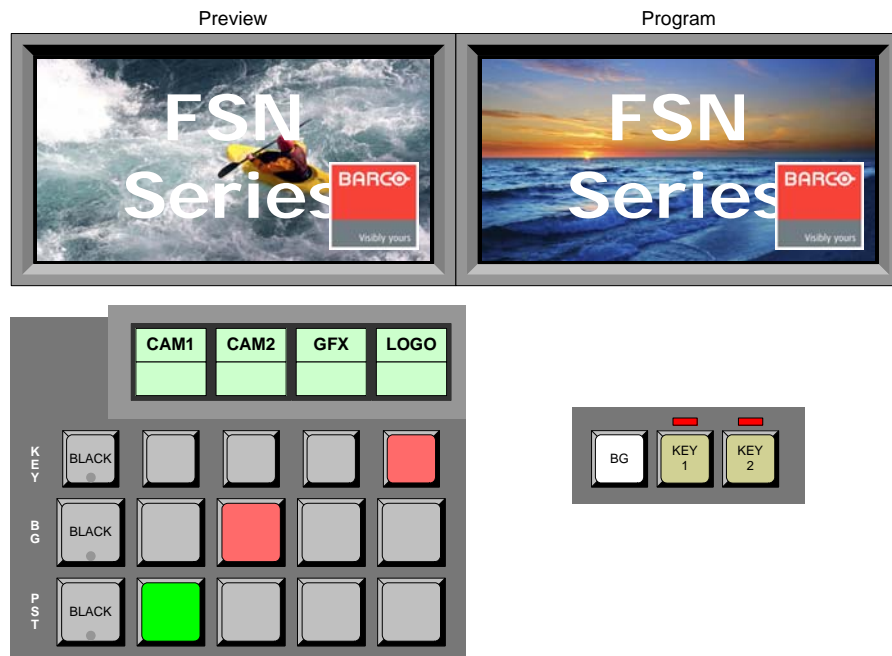 Preview
Program
FSN
Series
BARCO
Visibly yours
FSN
Series
BARCO
Visibly yours
CAM1
CAM2
GFX
LOGO
KEY
BLACK
BG
BLACK
PST
BLACK
BG
KEY
1
KEY
2